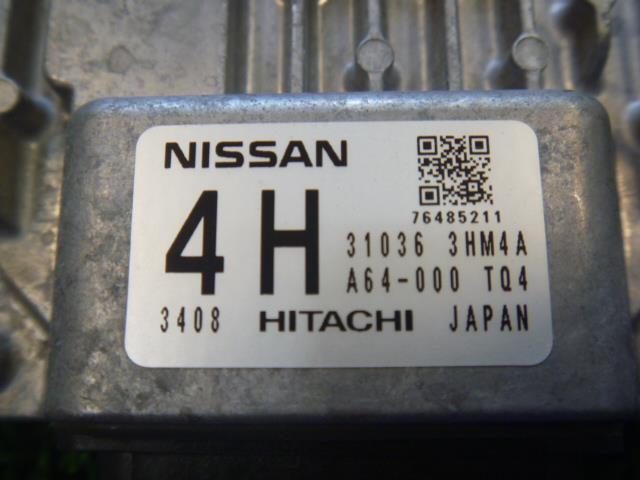 NISSAN
76485211
4H
31036 3HM4A
A64-000 TQ4
3408 HITACHI JAPAN